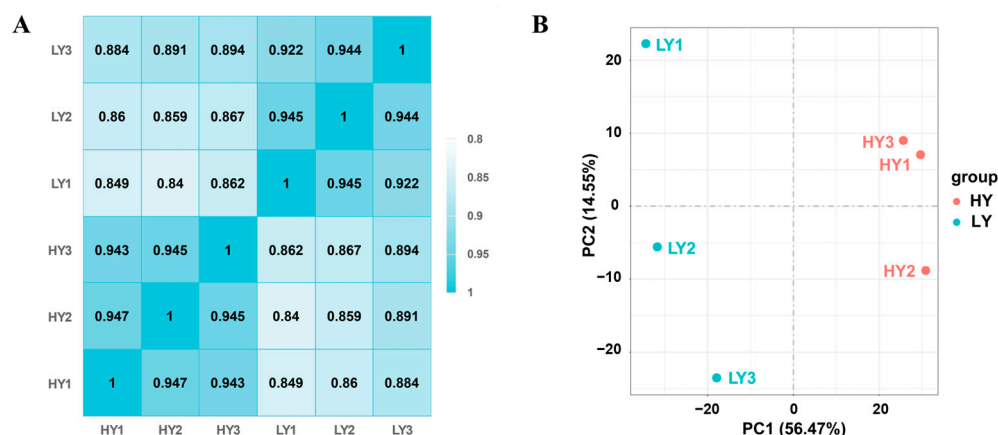 A
LY3 0.884 0.891 0.894 0.922 0.944 1
LY2 0.86 0.859 0.867 0.945 1 0.944
LY1 0.849 0.84 0.862 1 0.945 0.922
HY3 0.943 0.945 1 0.862 0.867 0.894
HY2 0.947 1 0.945 0.84 0.859 0.891
HY1 1 0.947 0.943 0.849 0.86 0.884
HY1 HY2 HY3 LY1 LY2 LY3
0.8
0.85
0.9
0.95
1
B
PC2 (14.55%)
20
10
0
−10
−20
LY1
HY3
HY1
LY2
HY2
LY3
−20 0 20
PC1 (56.47%)
group
HY
LY